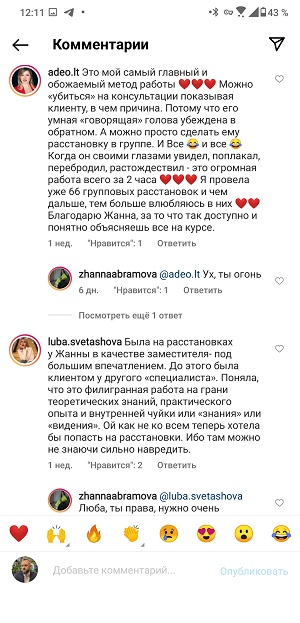 12:11
43 %
Комментарии
adeo.lt Это мой самый главный и
обожаемый метод работы ❤❤❤ Можно
«убиться» на консультации показывая
клиенту, в чем причина. Потому что его
умная «говорящая» голова убеждена в
обратном. А можно просто сделать ему
расстановку в группе. И Все 😂 и все 😂
Когда он своими глазами увидел, поплакал,
перебродил, растождествил - это огромная
работа всего за 2 часа ❤❤❤ Я провела
уже 66 групповых расстановок и чем
дальше, тем больше влюбляюсь в них ❤❤
Благодарю Жанна, за то что так доступно и
понятно объясняешь все на курсе.
1 нед. "Нравится": 1 Ответить
zhannaabramova @adeo.lt Ух, ты огонь
6 дн. "Нравится": 1 Ответить
Посмотреть ещё 1 ответ
luba.svetashova Была на расстановках
у Жанны в качестве заместителя- под
большим впечатлением. До этого была
клиентом у другого «специалиста». Поняла,
что это филигранная работа на грани
теоретических знаний, практического
опыта и внутренней чуйки или «знания» или
«видения». Ой как не ко всем теперь хотела
бы попасть на расстановки. Ибо там можно
не знаючи сильно навредить.
1 нед. "Нравится": 2 Ответить
zhannaabramova @luba.svetashova
Люба, ты права, нужно очень
❤️ 🙌 🔥 👏 😢 😍 😮 😂
Добавьте комментарий... Опубликовать